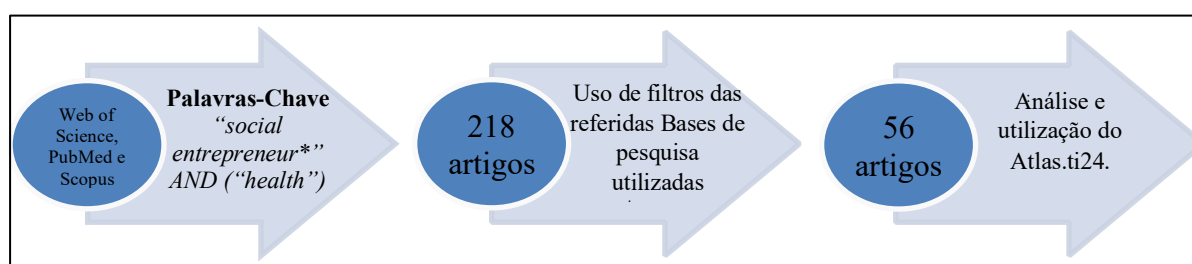 Web of
Science,
PubMed e
Scopus
Palavras-Chave
“social
entrepreneur*”
AND (“health”)
218
artigos
Uso de filtros das
referidas Bases de
pesquisa
utilizadas
56
artigos
Análise e
utilização do
Atlas.ti24.